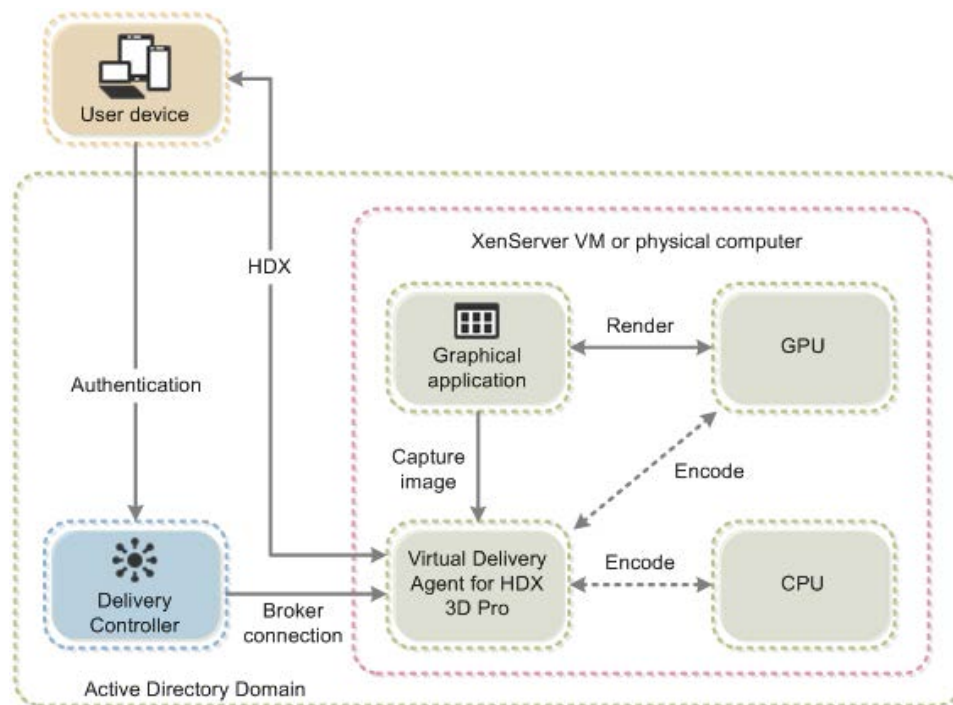 User device
HDX
XenServer VM or physical computer
Graphical
application
Render
GPU
Authentication
Capture
image
Encode
Virtual Delivery
Agent for HDX
3D Pro
Encode
CPU
Delivery
Controller
Broker
connection
Active Directory Domain